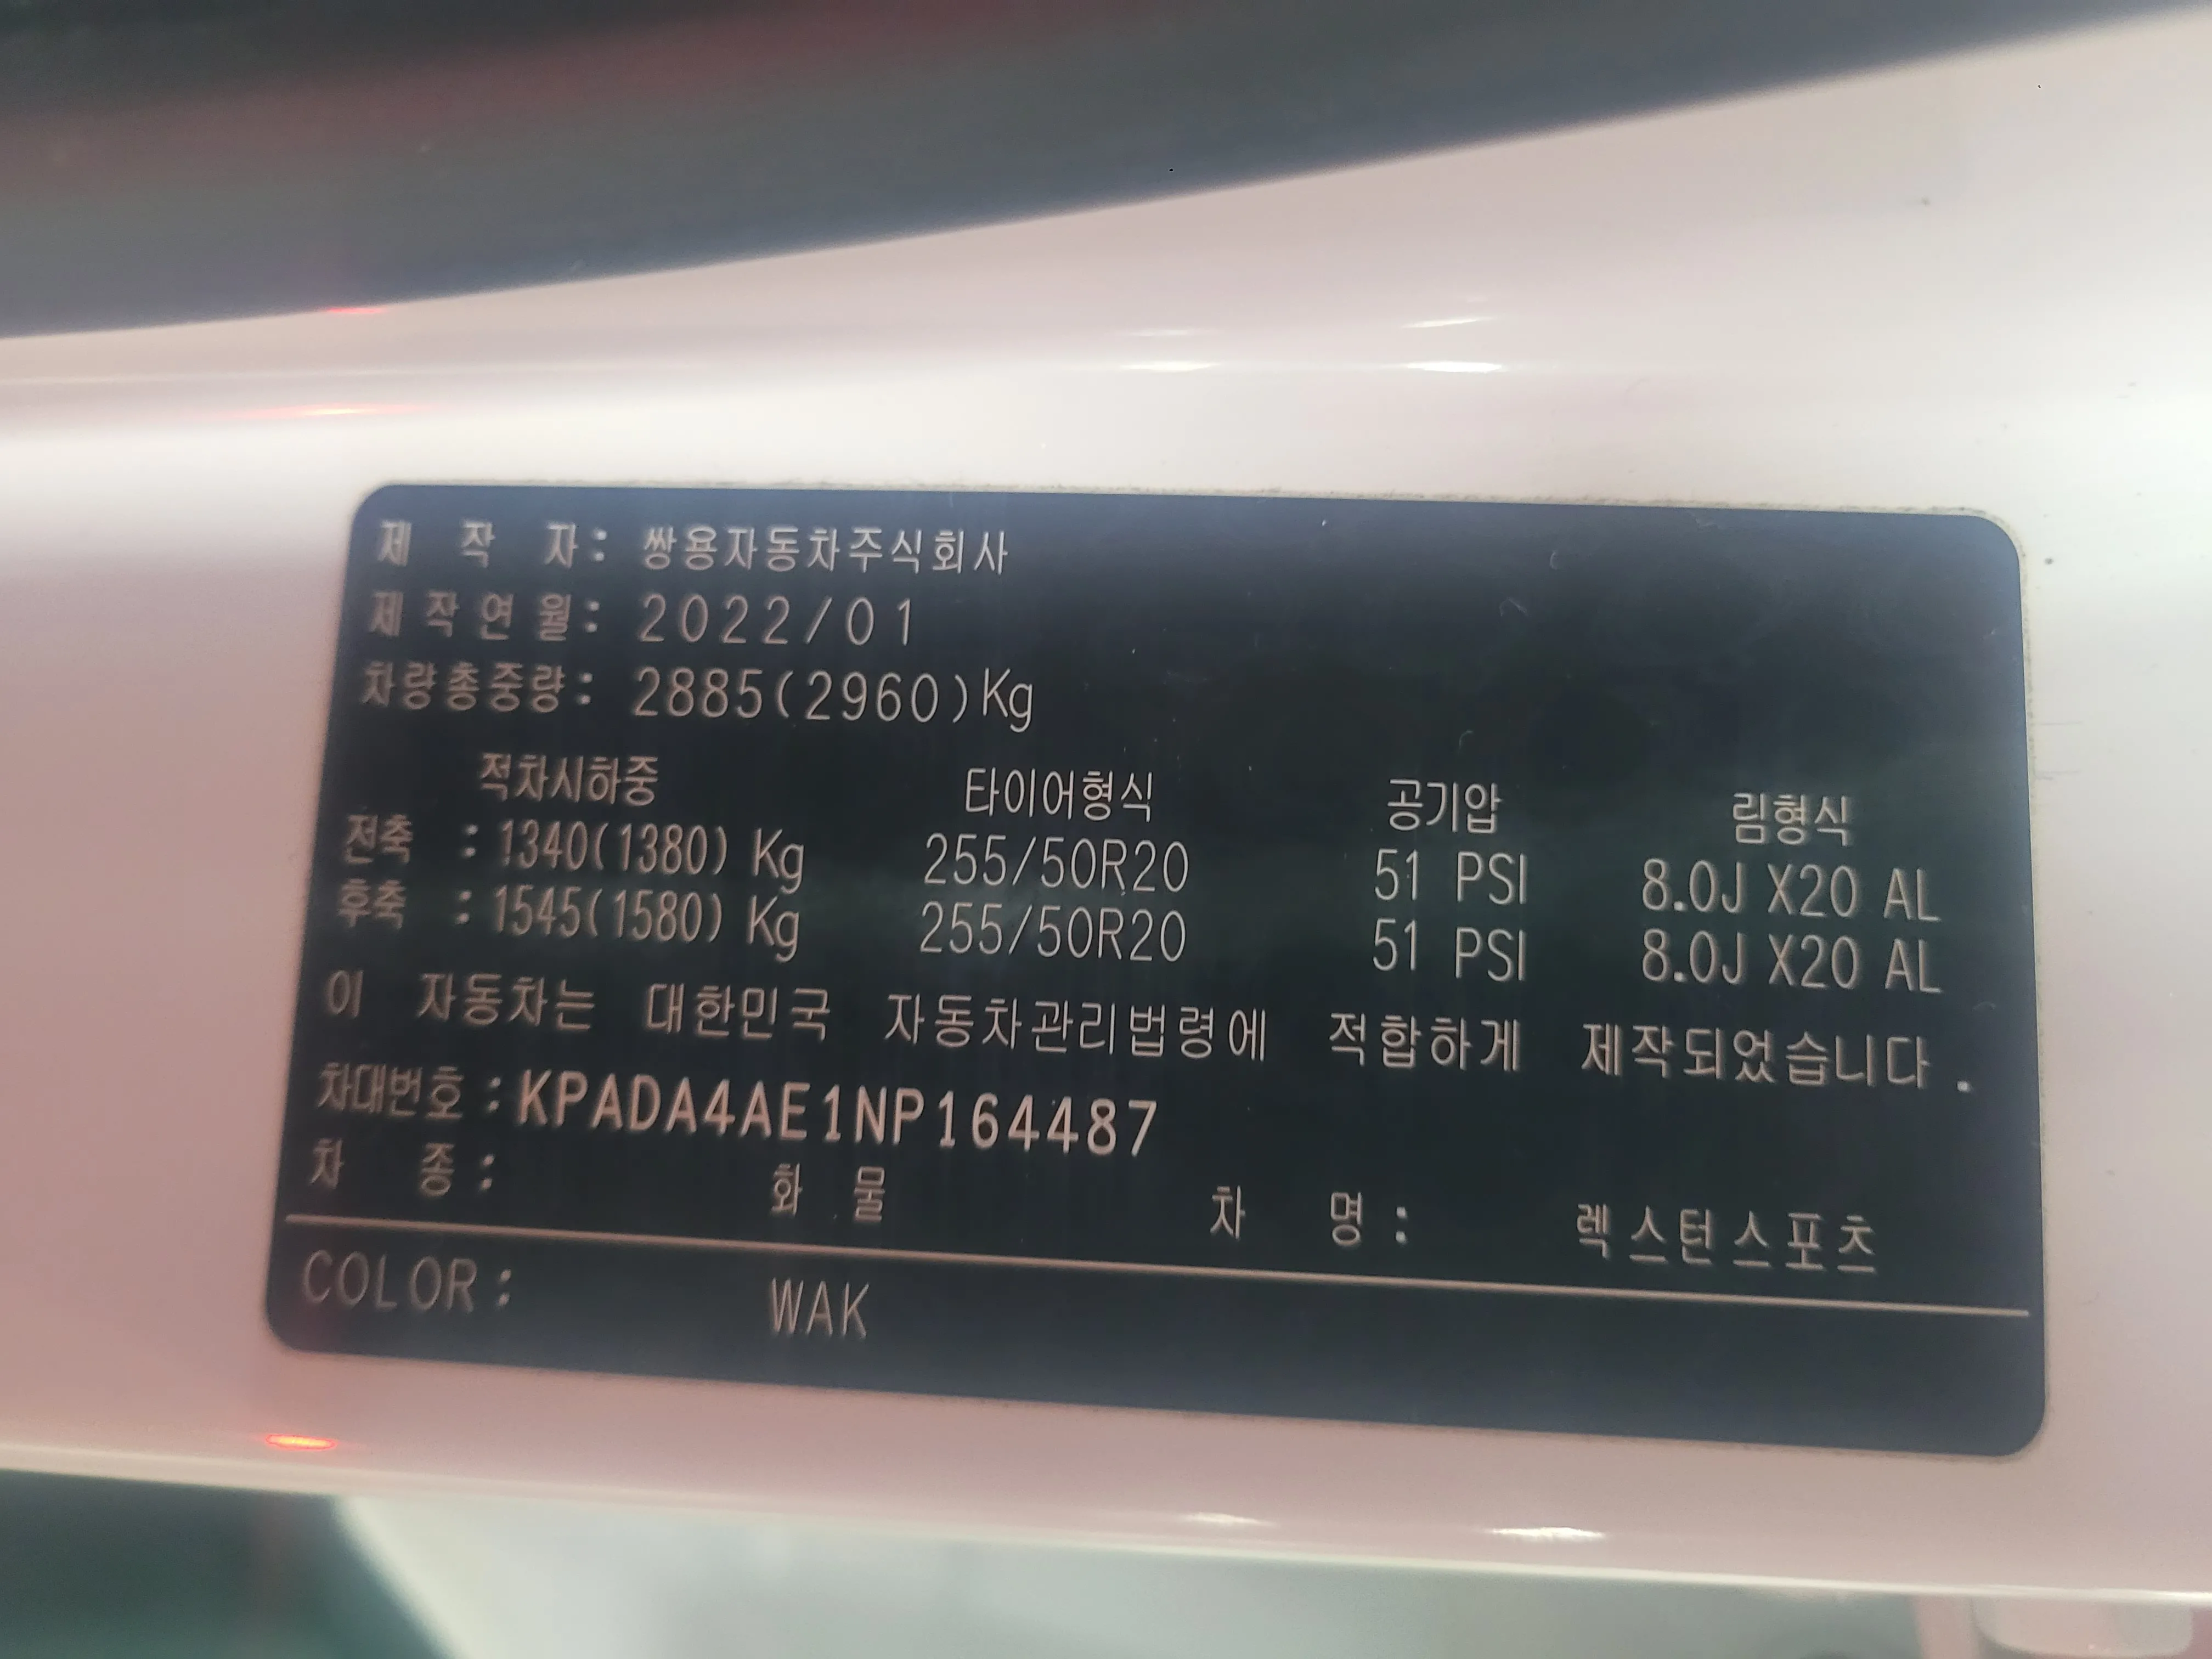 제 작 자: 쌍용자동차주식회사
제작연월: 2022/01
차량총중량: 2885(2960)Kg
적차시하중 타이어형식 공기압 림형식
전축 : 1340(1380) Kg 255/50R20 51 PSI 8.0J X20 AL
후축 : 1545(1580) Kg 255/50R20 51 PSI 8.0J X20 AL
이 자동차는 대한민국 자동차관리법령에 적합하게 제작되었습니다.
차대번호:KPADA4AE1NP164487
차 종: 화 물 차 명: 렉스턴스포츠
COLOR: WAK